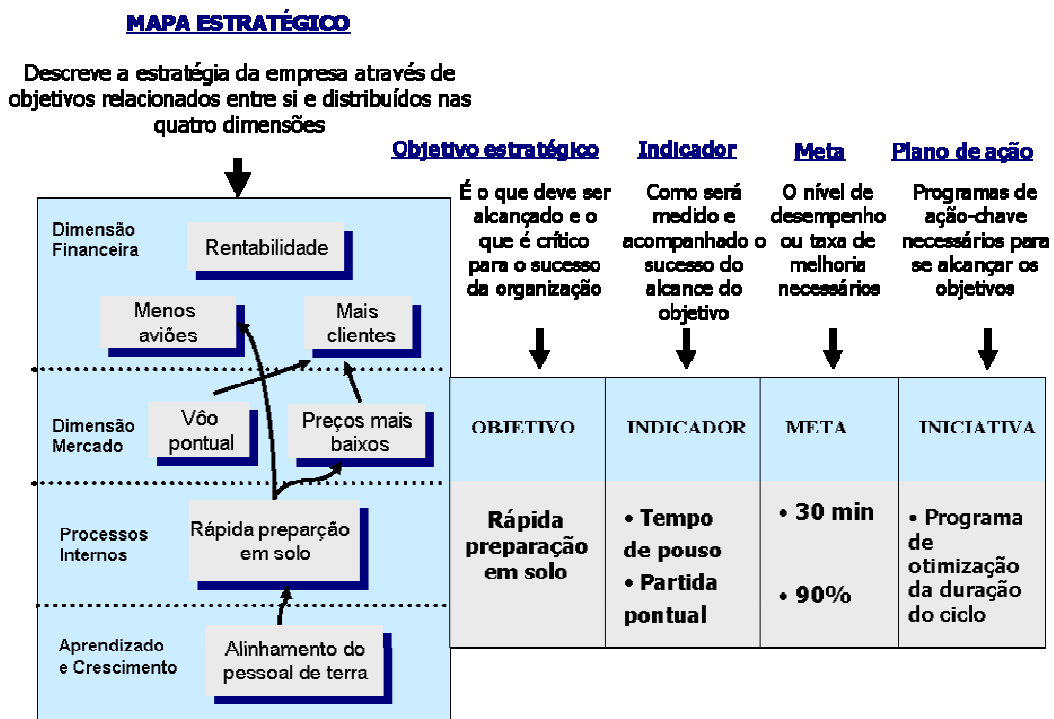 MAPA ESTRATÉGICO
Descreve a estratégia da empresa através de
objetivos relacionados entre si e distribuídos nas
quatro dimensões
Objetivo estratégico
É o que deve ser
alcançado e o
que é crítico
para o sucesso
da organização
Indicador
Como será
medido e
acompanhado o
sucesso do
alcance do
objetivo
Meta
O nível de
desempenho
ou taxa de
melhoria
necessários
Plano de ação
Programas de
ação-chave
necessários para
se alcançar os
objetivos
Dimensão
Financeira
Rentabilidade
Menos
aviões
Mais
clientes
Dimensão
Mercado
Vôo
pontual
Preços mais
baixos
Processos
Internos
Rápida preparção
em solo
Aprendizado
e Crescimento
Alinhamento do
pessoal de terra
OBJETIVO
INDICADOR
META
INICIATIVA
Rápida
preparação
em solo
• Tempo
de pouso
• Partida
pontual
• 30 min
• 90%
• Programa
de
otimização
da duração
do ciclo